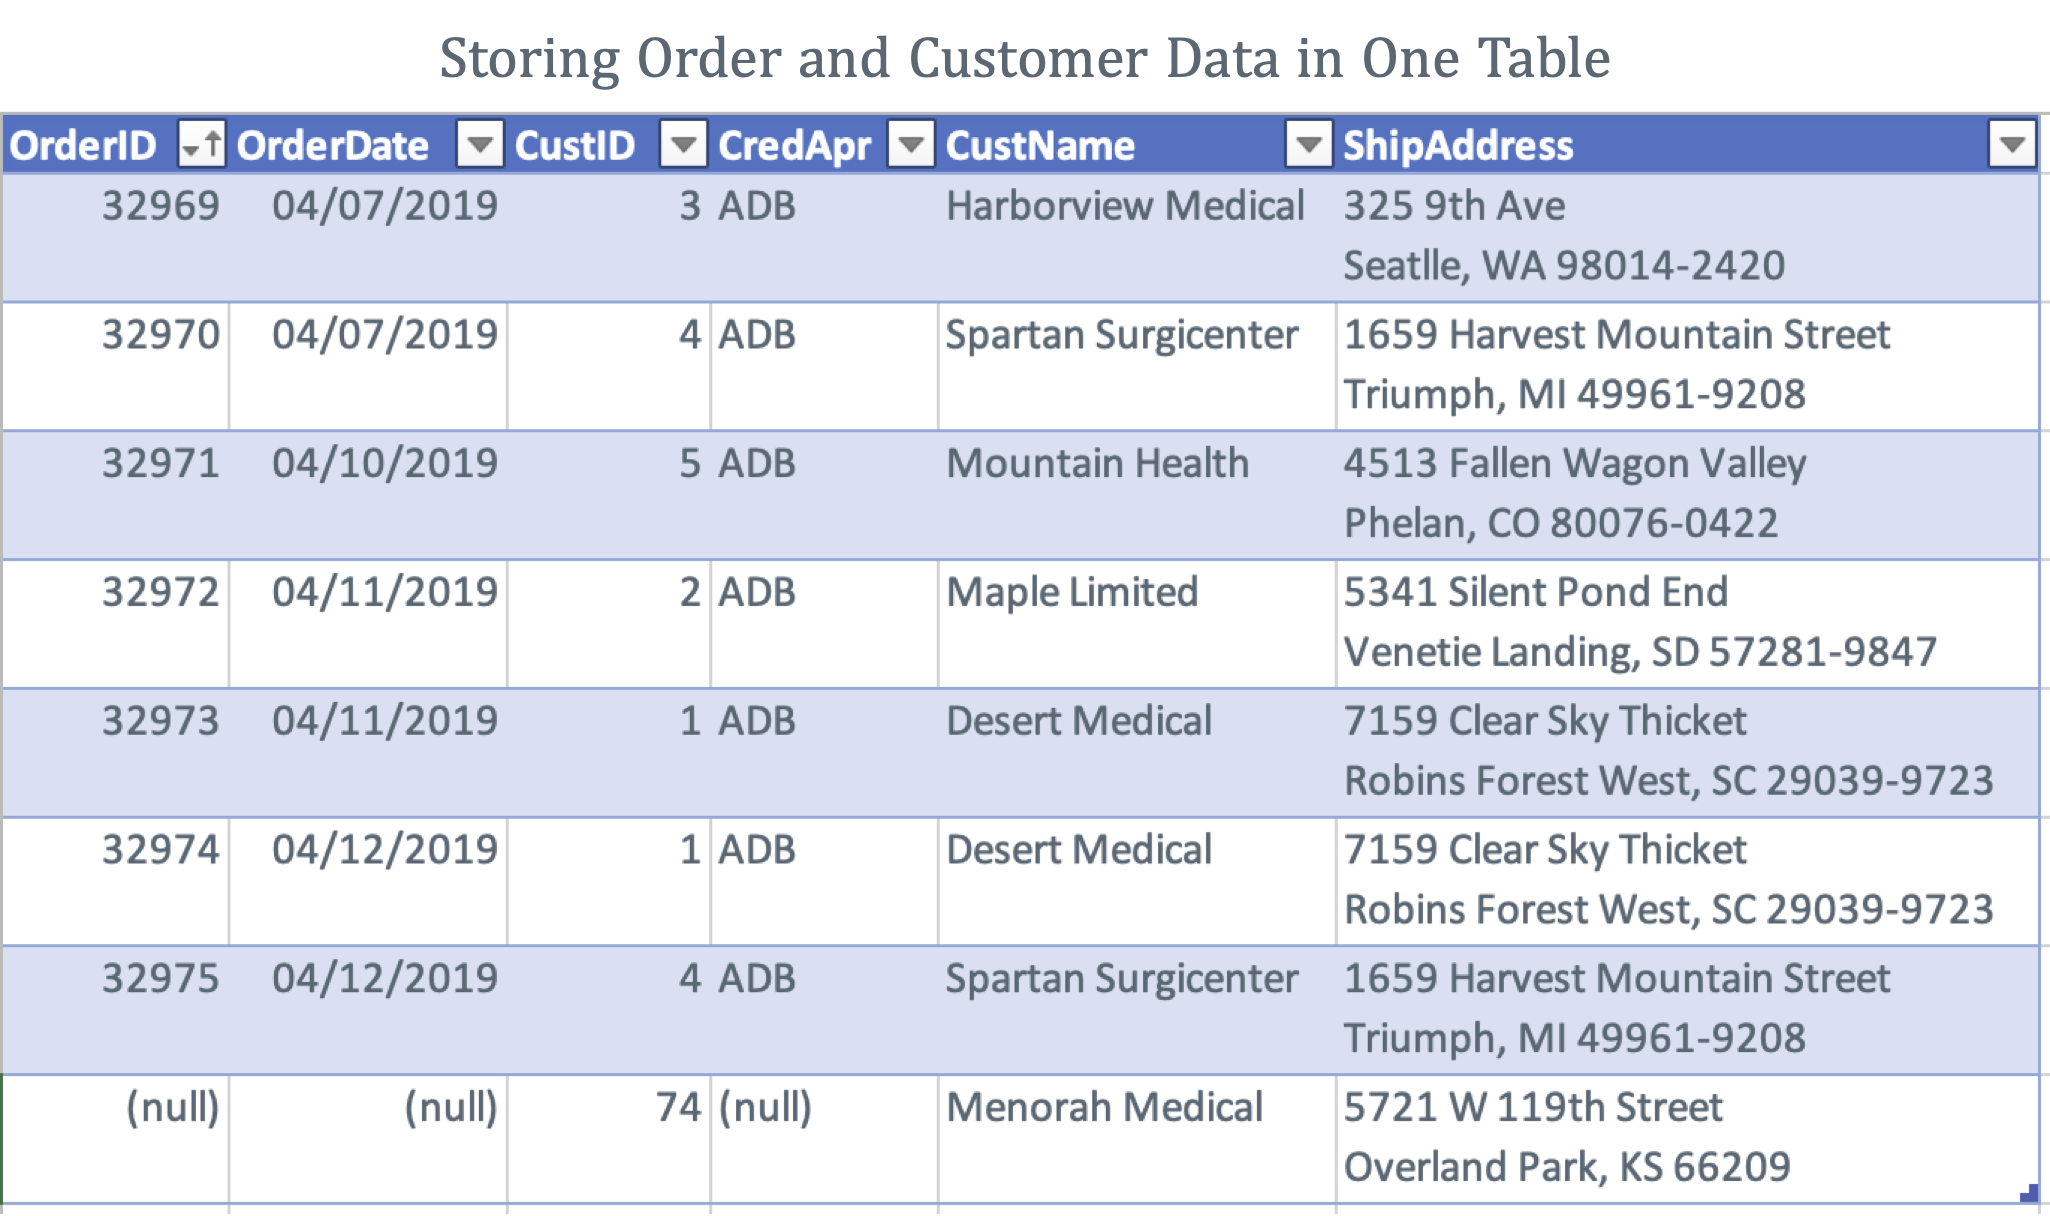 Storing Order and Customer Data in One Table
OrderID OrderDate CustID CredApr CustName ShipAddress
32969 04/07/2019 3 ADB Harborview Medical 325 9th Ave
Seatlle, WA 98014-2420
32970 04/07/2019 4 ADB Spartan Surgicenter 1659 Harvest Mountain Street
Triumph, MI 49961-9208
32971 04/10/2019 5 ADB Mountain Health 4513 Fallen Wagon Valley
Phelan, CO 80076-0422
32972 04/11/2019 2 ADB Maple Limited 5341 Silent Pond End
Venetie Landing, SD 57281-9847
32973 04/11/2019 1 ADB Desert Medical 7159 Clear Sky Thicket
Robins Forest West, SC 29039-9723
32974 04/12/2019 1 ADB Desert Medical 7159 Clear Sky Thicket
Robins Forest West, SC 29039-9723
32975 04/12/2019 4 ADB Spartan Surgicenter 1659 Harvest Mountain Street
Triumph, MI 49961-9208
(null) (null) 74 (null) Menorah Medical 5721 W 119th Street
Overland Park, KS 66209